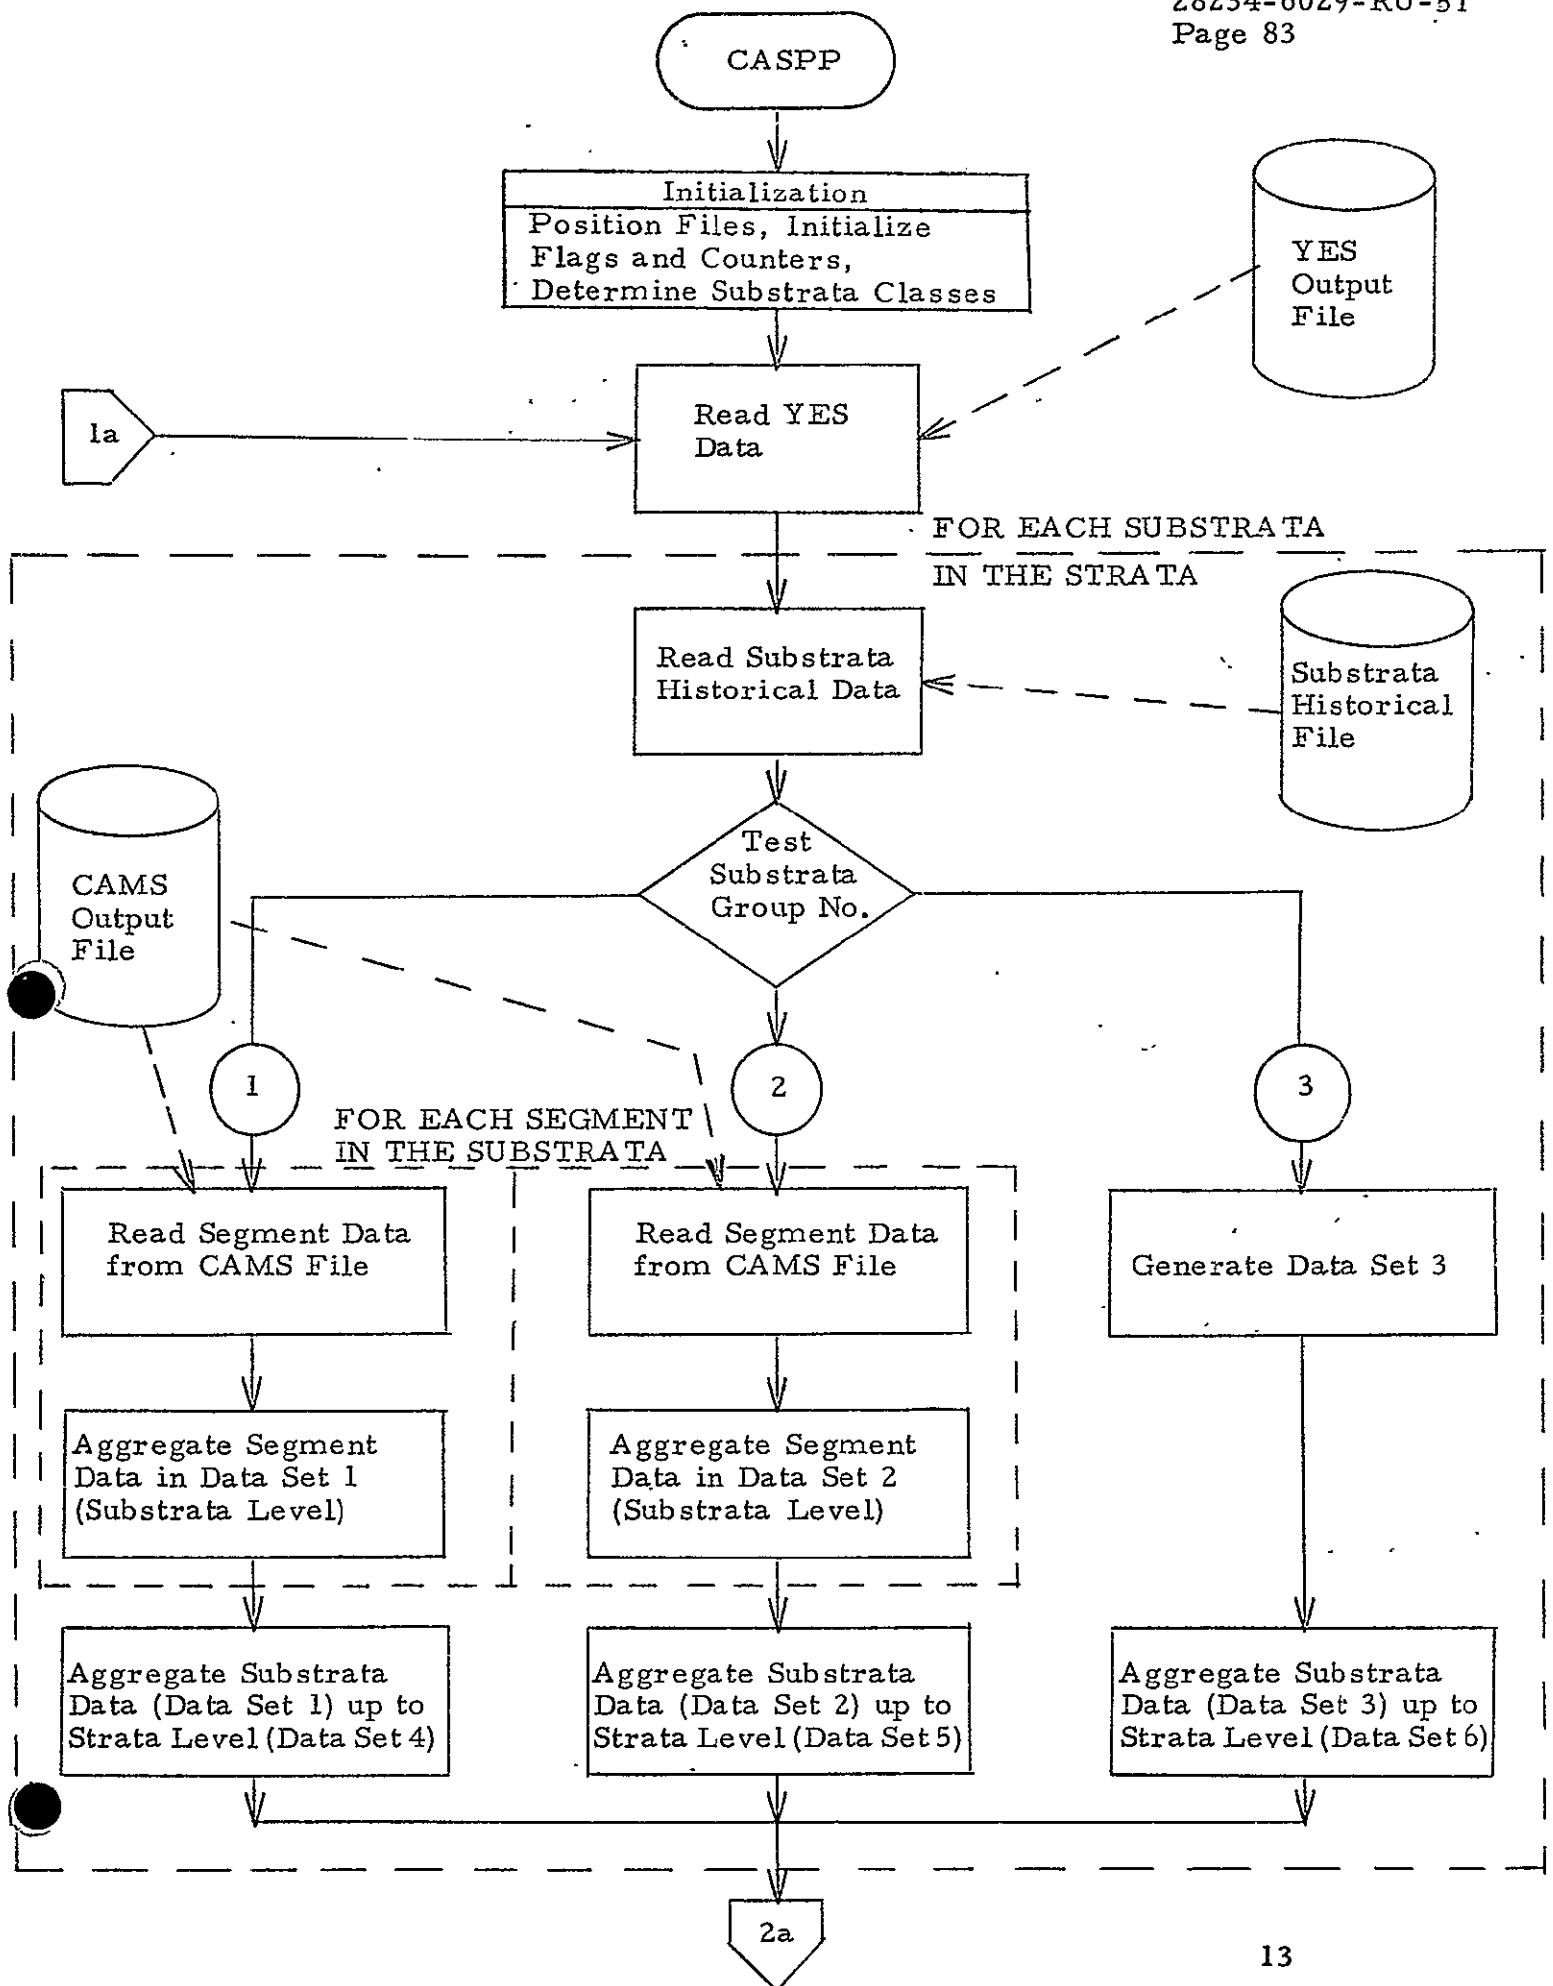 28234-6029-RU-51
Page 83
CASPP
Initialization
Position Files, Initialize
Flags and Counters,
Determine Substrata Classes
YES
Output
File
1a
Read YES
Data
FOR EACH SUBSTRATA
IN THE STRATA
Read Substrata
Historical Data
Substrata
Historical
File
CAMS
Output
File
Test
Substrata
Group No.
1
2
3
FOR EACH SEGMENT
IN THE SUBSTRATA
Read Segment Data
from CAMS File
Read Segment Data
from CAMS File
Generate Data Set 3
Aggregate Segment
Data in Data Set 1
(Substrata Level)
Aggregate Segment
Data in Data Set 2
(Substrata Level)
Aggregate Substrata
Data (Data Set 1) up to
Strata Level (Data Set 4)
Aggregate Substrata
Data (Data Set 2) up to
Strata Level (Data Set 5)
Aggregate Substrata
Data (Data Set 3) up to
Strata Level (Data Set 6)
2a
13